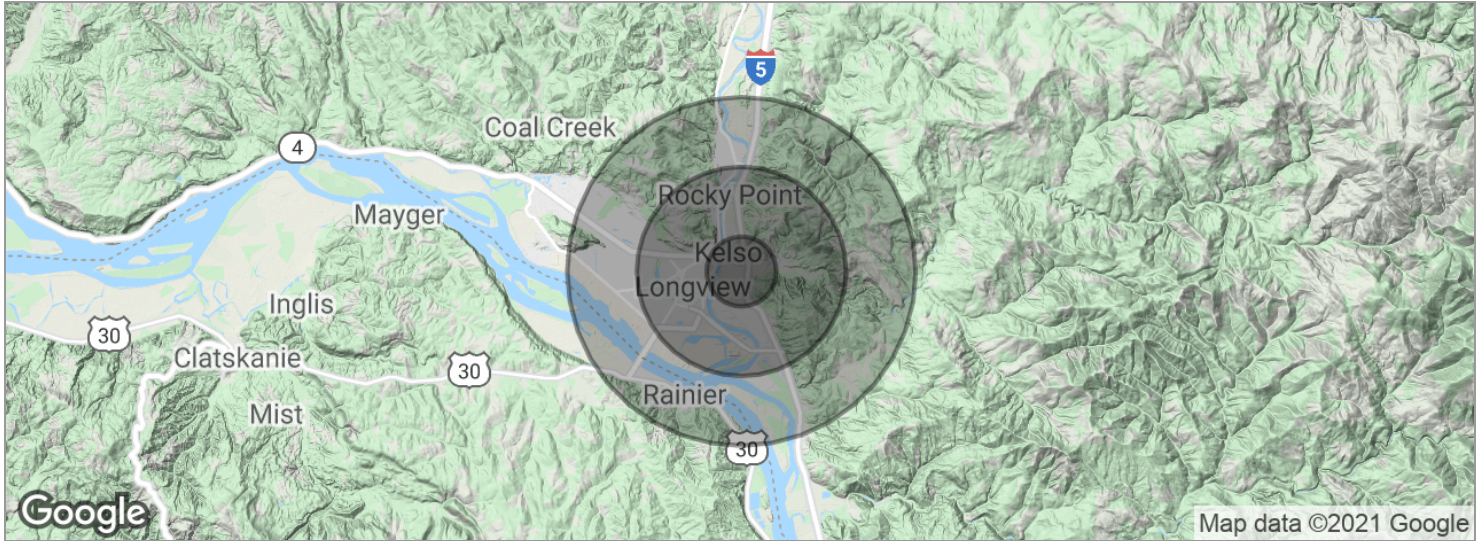 5
Coal Creek
4
Rocky Point
Mayger
Kelso
Longview
Inglis
30
Clatskanie
30
Rainier
Mist
30
Google
Map data ©2021 Google